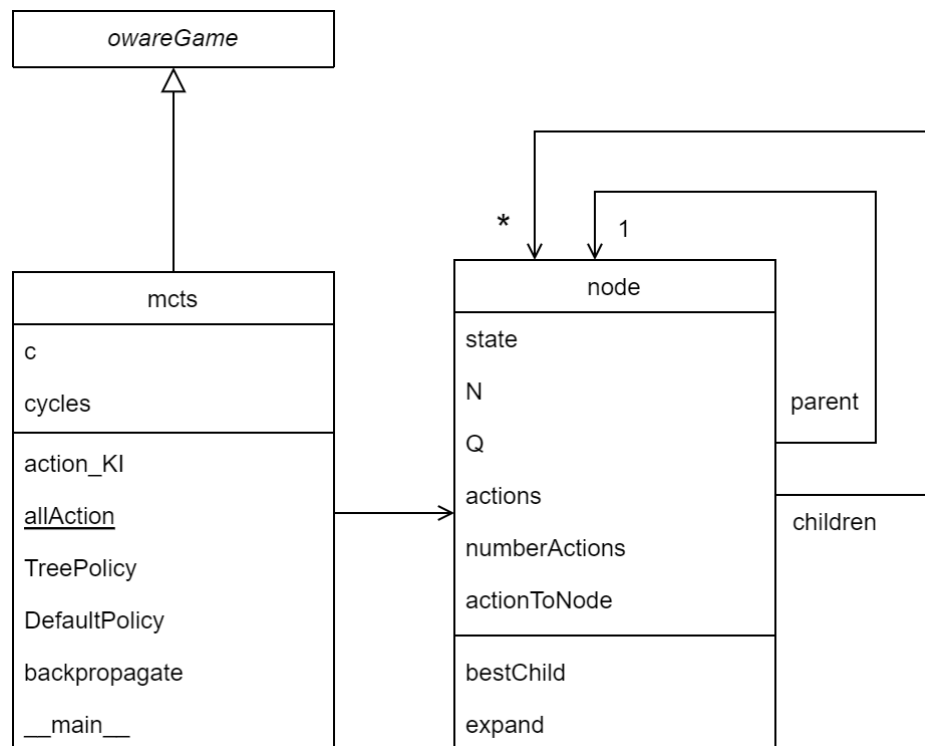 owareGame
*
1
mcts
c
cycles
action_KI
allAction
TreePolicy
DefaultPolicy
backpropagate
__main__
node
state
N
Q
actions
numberActions
actionToNode
bestChild
expand
parent
children